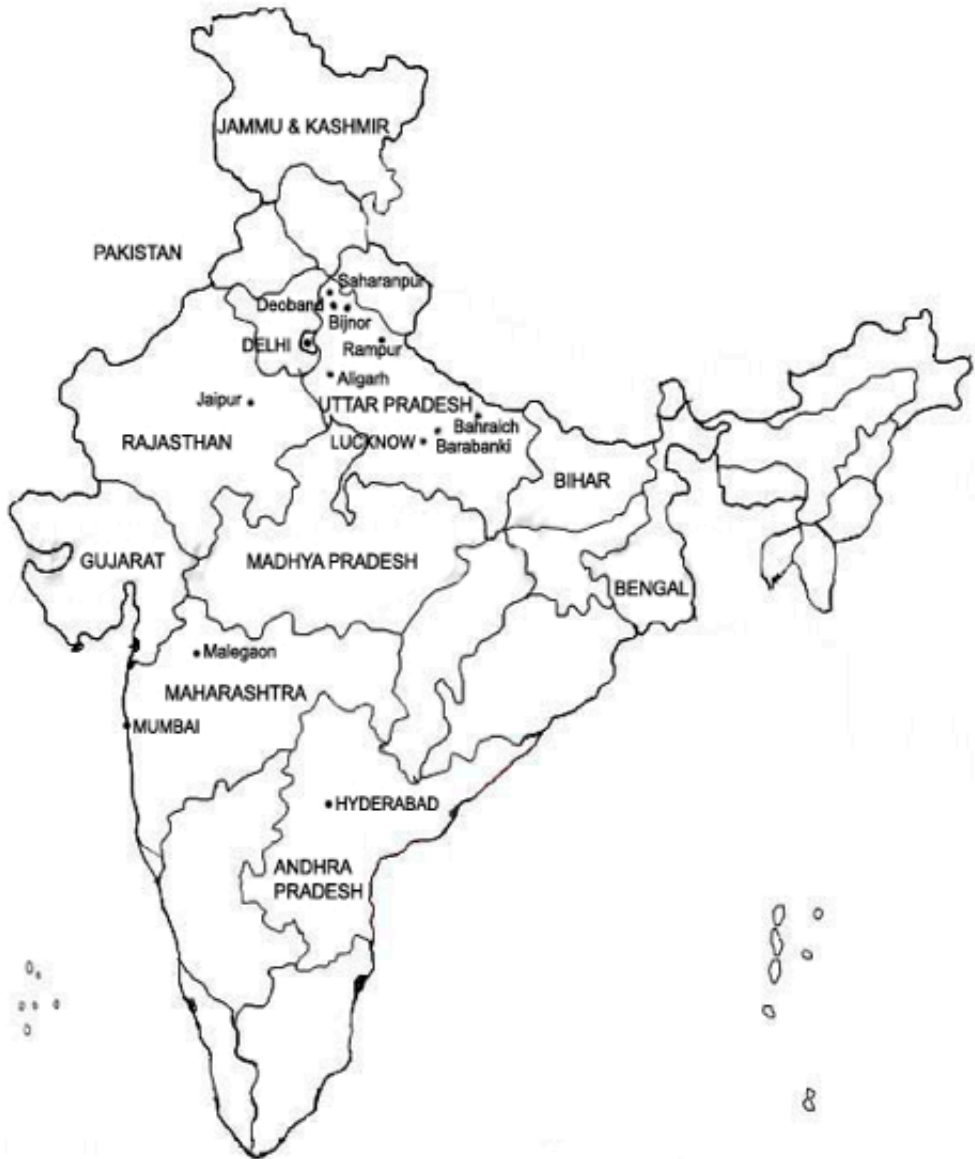 JAMMU & KASHMIR
PAKISTAN
Saharanpur
Deoband
Bijnor
DELHI
Rampur
Aligarh
Jaipur
UTTAR PRADESH
Bahraich
RAJASTHAN
LUCKNOW
Barabanki
BIHAR
GUJARAT
MADHYA PRADESH
BENGAL
Malegaon
MAHARASHTRA
MUMBAI
HYDERABAD
ANDHRA
PRADESH